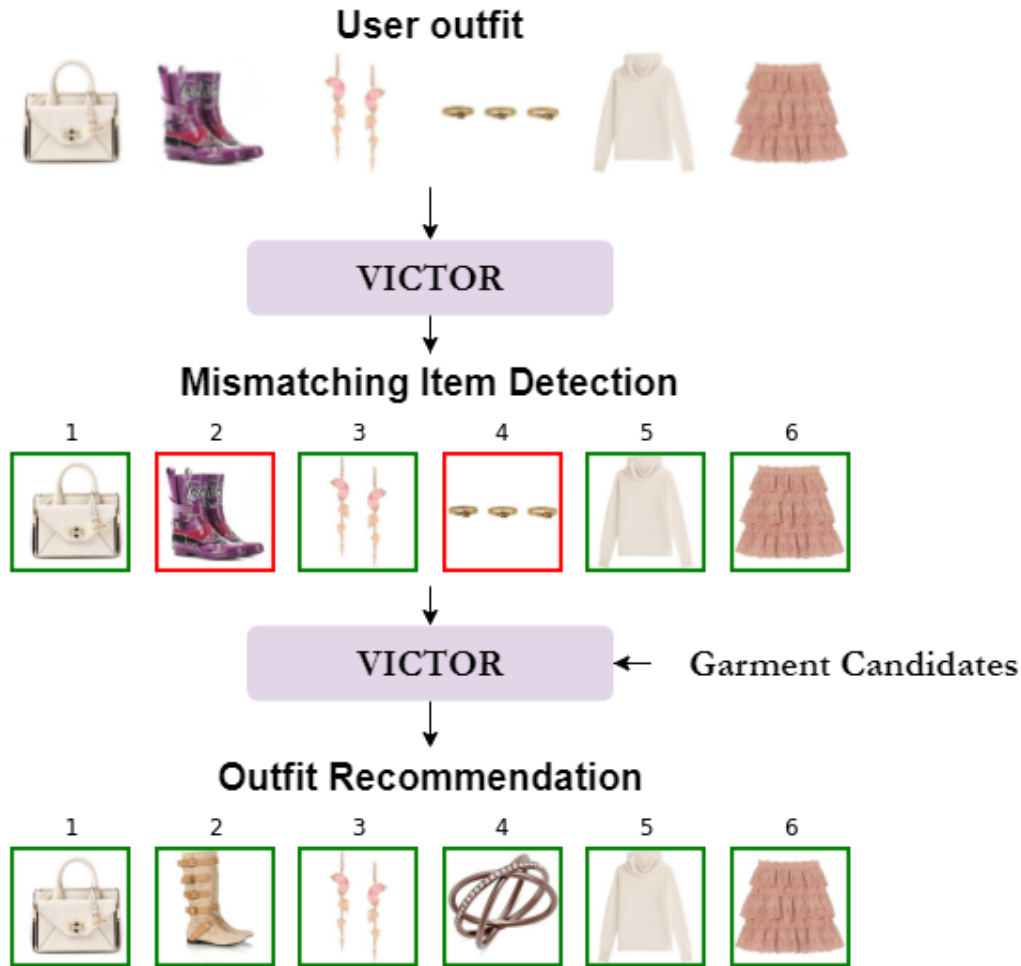 User outfit
VICTOR
Mismatching Item Detection
1 2 3 4 5 6
VICTOR
Garment Candidates
Outfit Recommendation
1 2 3 4 5 6